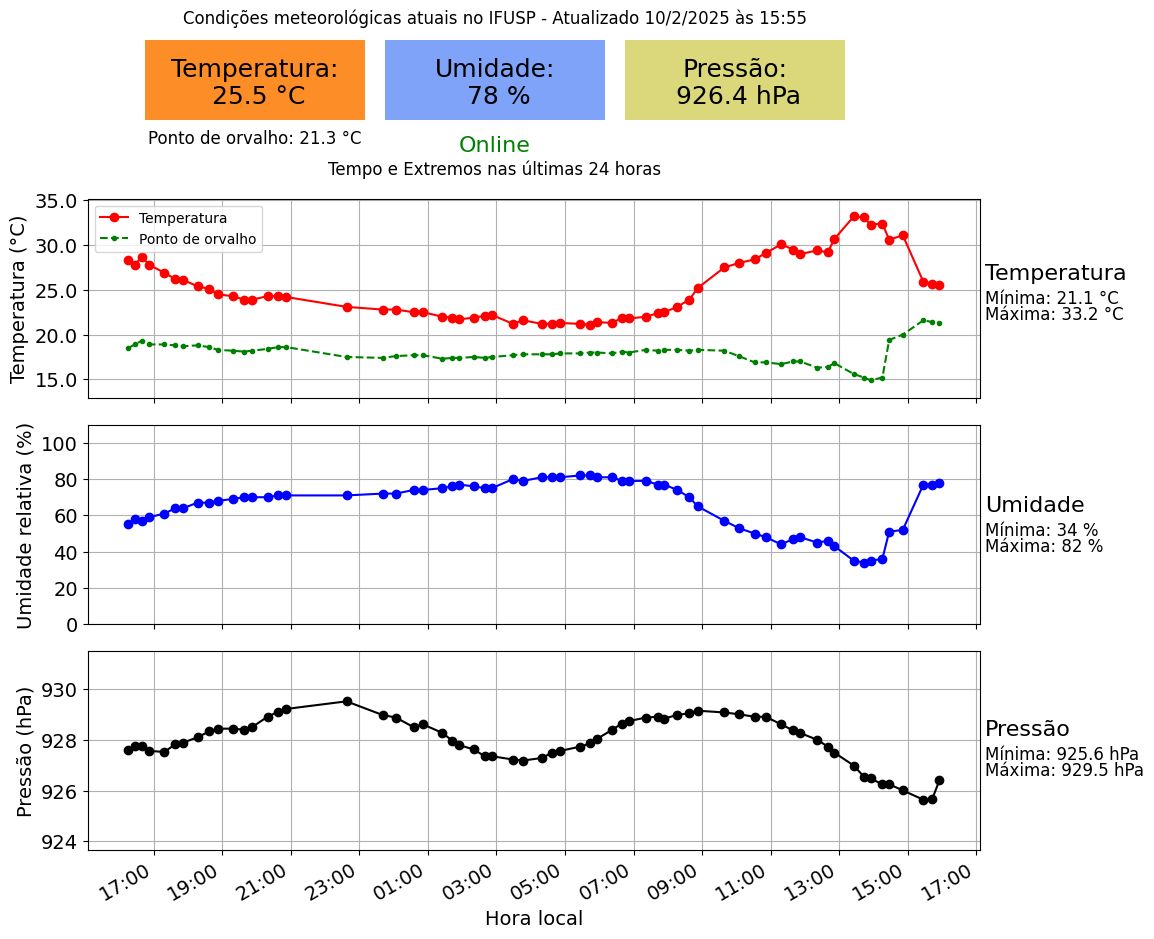 Condições meteorológicas atuais no IFUSP - Atualizado 10/2/2025 às 15:55
Temperatura:
25.5 °C
Umidade:
78 %
Pressão:
926.4 hPa
Ponto de orvalho: 21.3 °C
Online
Tempo e Extremos nas últimas 24 horas
Temperatura (°C)
35.0
30.0
25.0
20.0
15.0
Temperatura
Ponto de orvalho
Temperatura
Mínima: 21.1 °C
Máxima: 33.2 °C
Umidade relativa (%)
100
80
60
40
20
0
Umidade
Mínima: 34 %
Máxima: 82 %
Pressão (hPa)
930
928
926
924
Pressão
Mínima: 925.6 hPa
Máxima: 929.5 hPa
17:00 19:00 21:00 23:00 01:00 03:00 05:00 07:00 09:00 11:00 13:00 15:00 17:00
Hora local